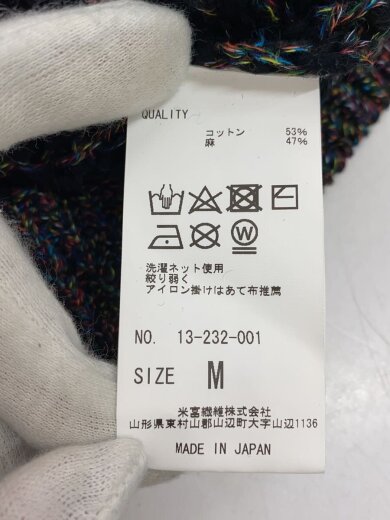 QUALITY
コットン 53%
麻 47%
W
洗濯ネット使用
絞り弱く
アイロン掛けはあて布推薦
NO. 13-232-001
SIZE M
米富繊維株式会社
山形県東村山郡山辺町大字山辺1136
MADE IN JAPAN